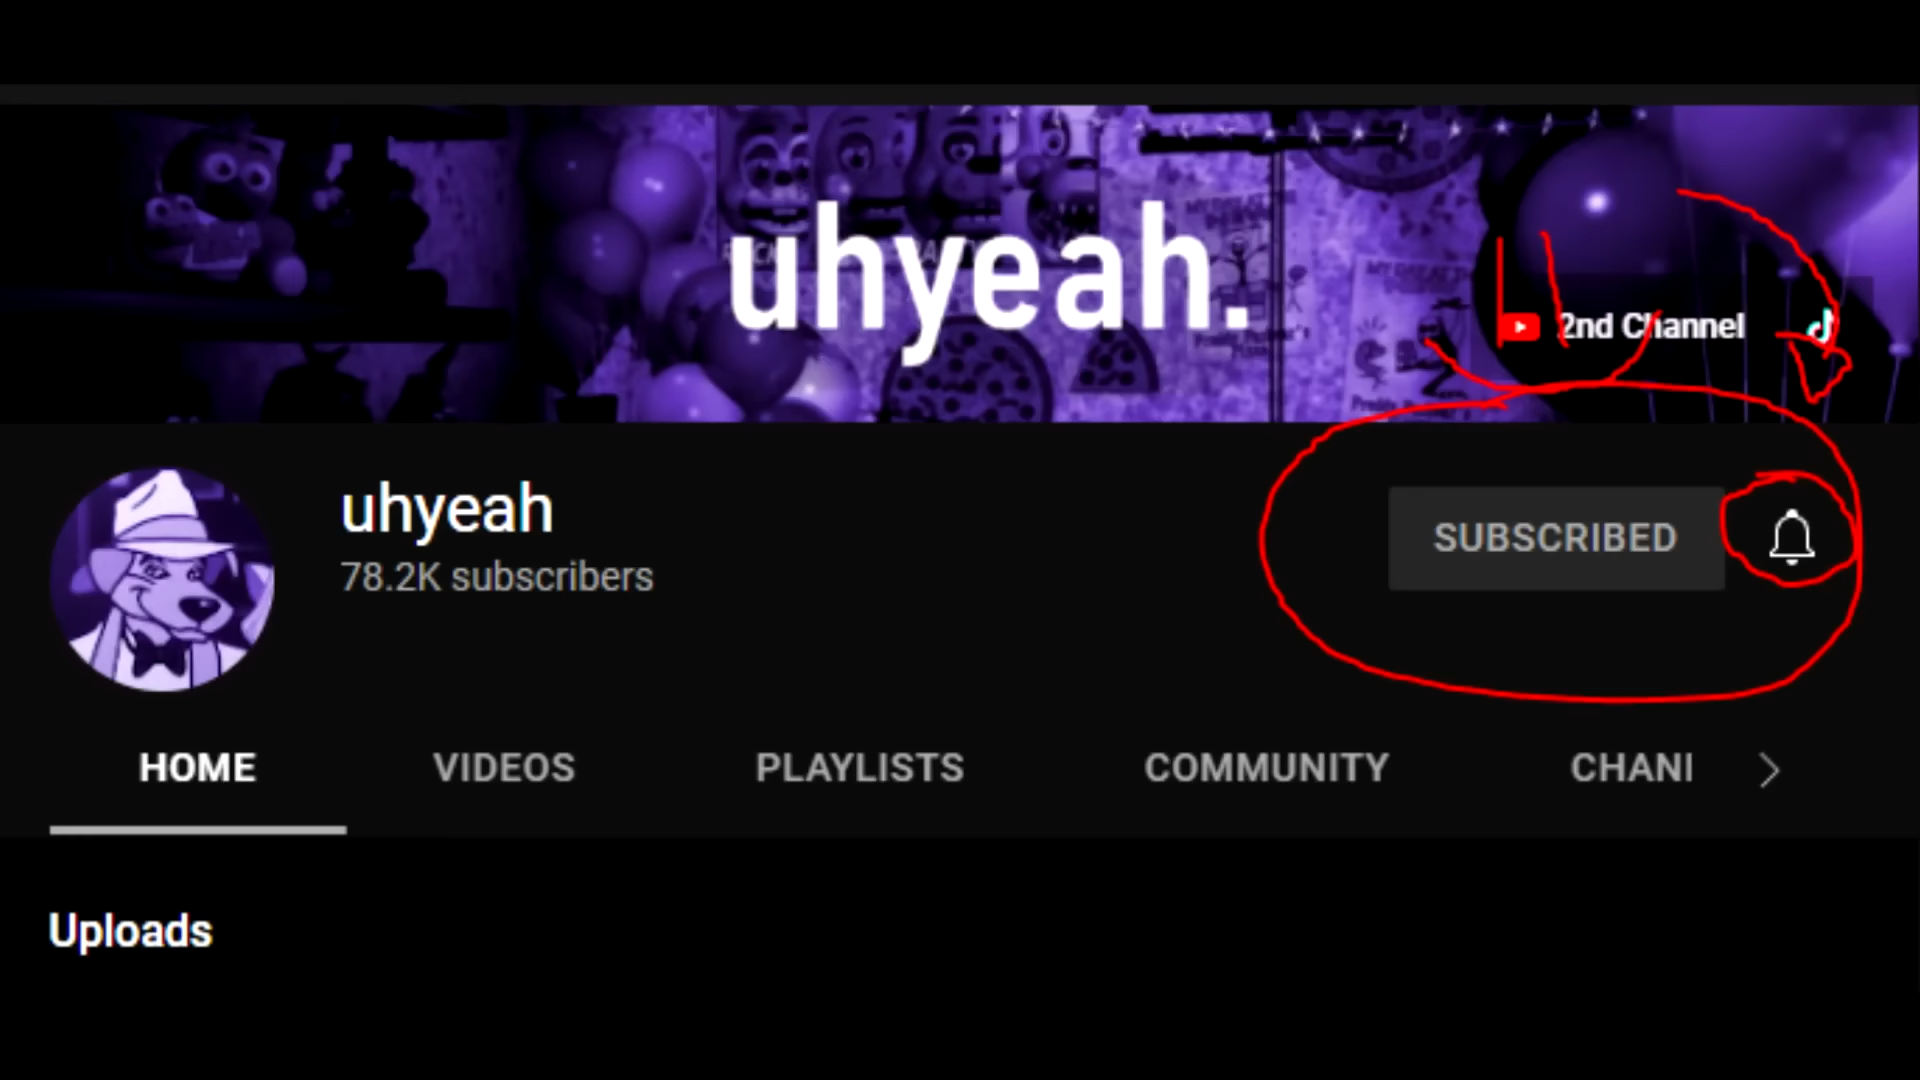 uhyeah.
2nd Channel
uhyeah
78.2K subscribers
SUBSCRIBED
HOME VIDEOS PLAYLISTS COMMUNITY CHANI
Uploads